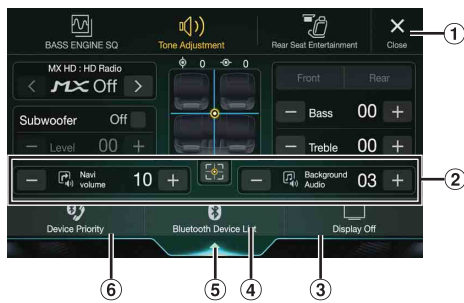 BASS ENGINE SQ
Tone Adjustment
Rear Seat Entertainment
Close
1
MX HD : HD Radio
< MX Off >
0 0
Front Rear
Subwoofer Off
− Bass 00 +
− Level 00 +
− Treble 00 +
− Navi volume 10 +
− Background Audio 03 +
2
Device Priority
Bluetooth Device List
Display Off
6 5 4 3